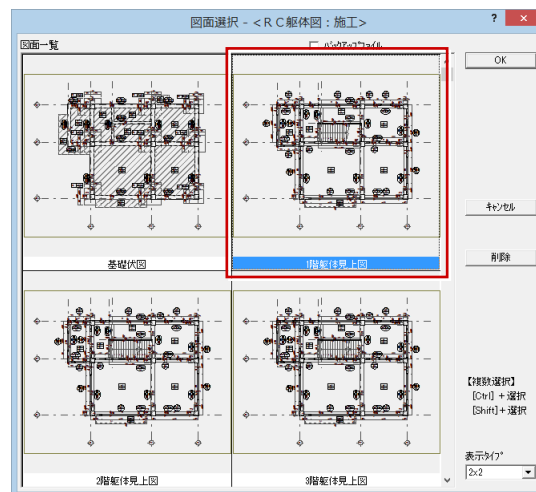 図面選択 - <ＲＣ躯体図：施工>
?
×
図面一覧
バックアップファイル
OK
キャンセル
削除
基礎伏図
1階躯体見上図
2階躯体見上図
3階躯体見上図
【複数選択】
[Ctrl] + 選択
[Shift]+ 選択
表示タイプ
2x2